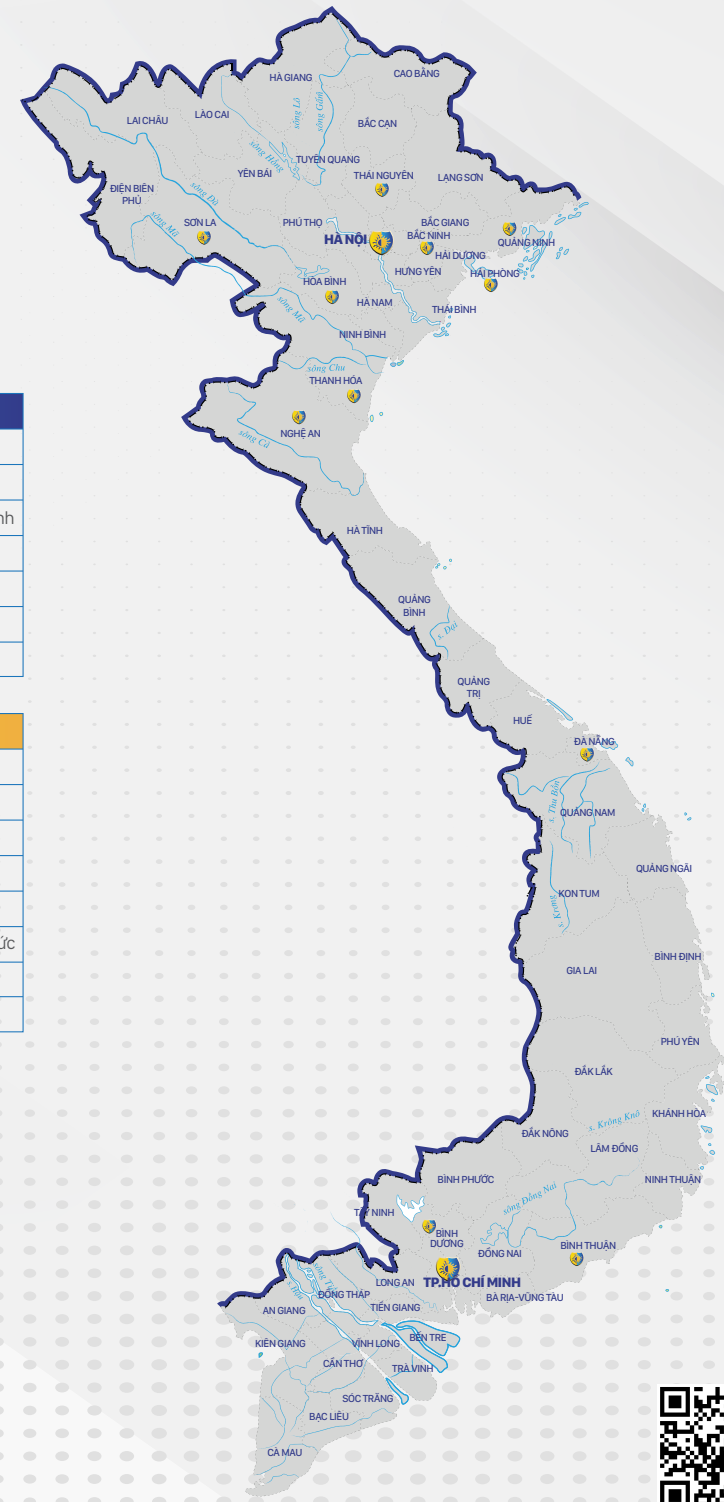 HÀ GIANG
CAO BẰNG
LAI CHÂU
LÀO CAI
sông Lô
sông Gâm
BẮC CẠN
sông Hồng
TUYÊN QUANG
YÊN BÁI
THÁI NGUYÊN
LẠNG SƠN
ĐIỆN BIÊN
PHỦ
sông Đà
sông Mã
SƠN LA
PHÚ THỌ
BẮC GIANG
HÀ NỘI
BẮC NINH
QUẢNG NINH
HẢI DƯƠNG
HƯNG YÊN
HẢI PHÒNG
HÒA BÌNH
HÀ NAM
THÁI BÌNH
sông Mã
NINH BÌNH
sông Chu
THANH HÓA
NGHỆ AN
sông Cả
nh
HÀ TĨNH
QUẢNG
BÌNH
s. Đại
QUẢNG
TRỊ
HUẾ
ĐÀ NẴNG
s. Thu Bồn
QUẢNG NAM
QUẢNG NGÃI
KON TUM
s. Krông
ức
BÌNH ĐỊNH
GIA LAI
PHÚ YÊN
ĐẮK LẮK
KHÁNH HÒA
s. Krông Knô
ĐẮK NÔNG
LÂM ĐỒNG
BÌNH PHƯỚC
NINH THUẬN
sông Đồng Nai
TÂY NINH
BÌNH
DƯƠNG
BÌNH THUẬN
ĐỒNG NAI
LONG AN
TP.HỒ CHÍ MINH
ĐỒNG THÁP
BÀ RỊA-VŨNG TÀU
AN GIANG
TIỀN GIANG
KIÊN GIANG
VĨNH LONG
BẾN TRE
CẦN THƠ
TRÀ VINH
SÓC TRĂNG
BẠC LIÊU
CÀ MAU